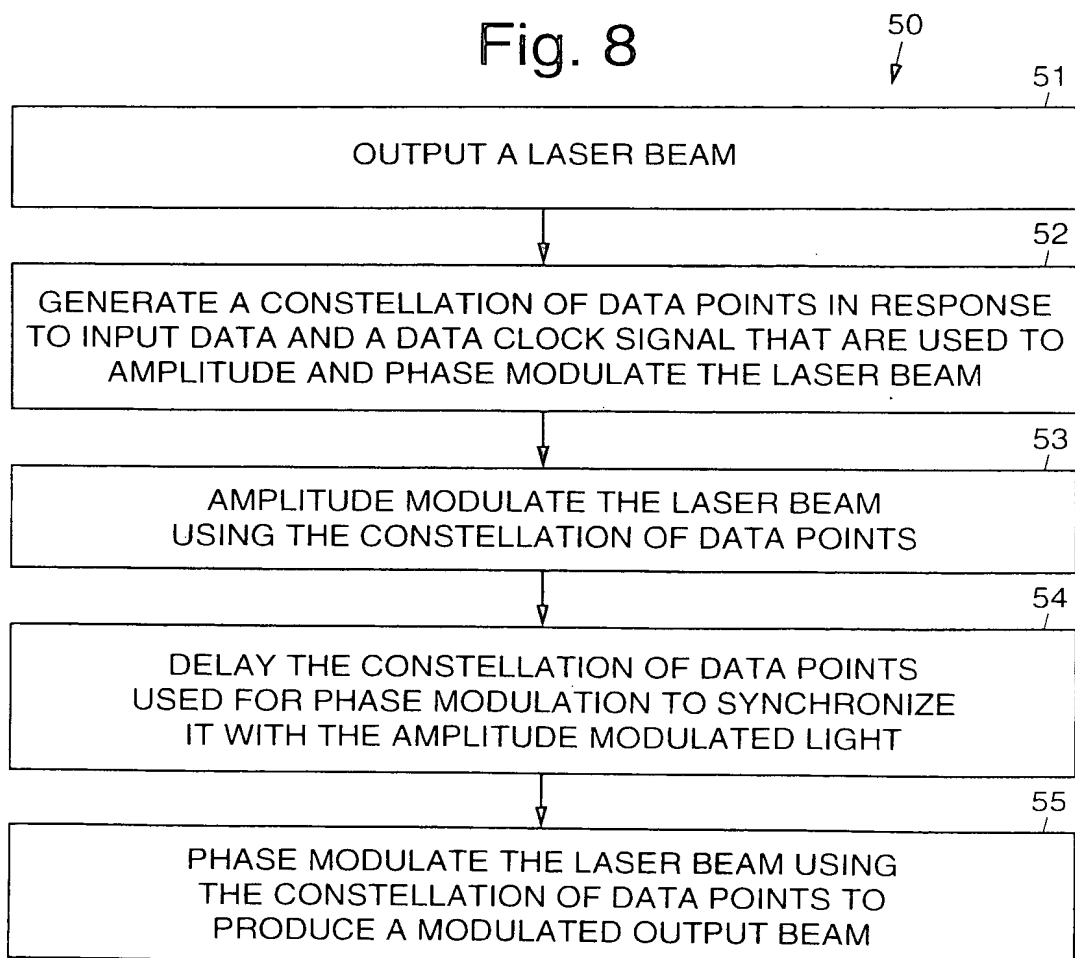 Fig. 8
50
51
OUTPUT A LASER BEAM
52
GENERATE A CONSTELLATION OF DATA POINTS IN RESPONSE
TO INPUT DATA AND A DATA CLOCK SIGNAL THAT ARE USED TO
AMPLITUDE AND PHASE MODULATE THE LASER BEAM
53
AMPLITUDE MODULATE THE LASER BEAM
USING THE CONSTELLATION OF DATA POINTS
54
DELAY THE CONSTELLATION OF DATA POINTS
USED FOR PHASE MODULATION TO SYNCHRONIZE
IT WITH THE AMPLITUDE MODULATED LIGHT
55
PHASE MODULATE THE LASER BEAM USING
THE CONSTELLATION OF DATA POINTS TO
PRODUCE A MODULATED OUTPUT BEAM